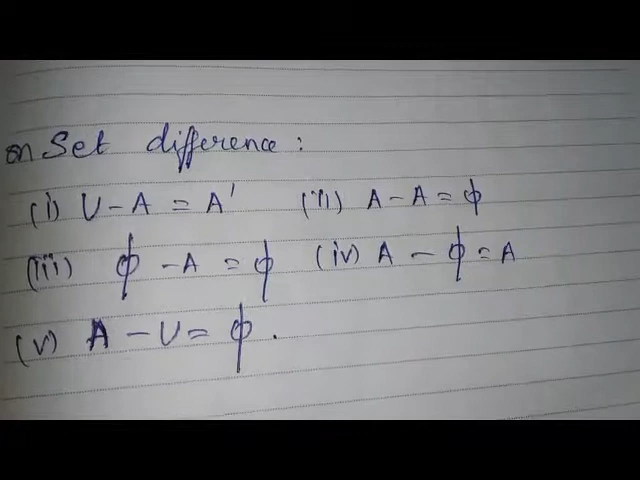 on Set difference :
(i) U - A = A' (ii) A - A = ϕ
(iii) ϕ - A = ϕ (iv) A - ϕ = A
(v) A - U = ϕ .